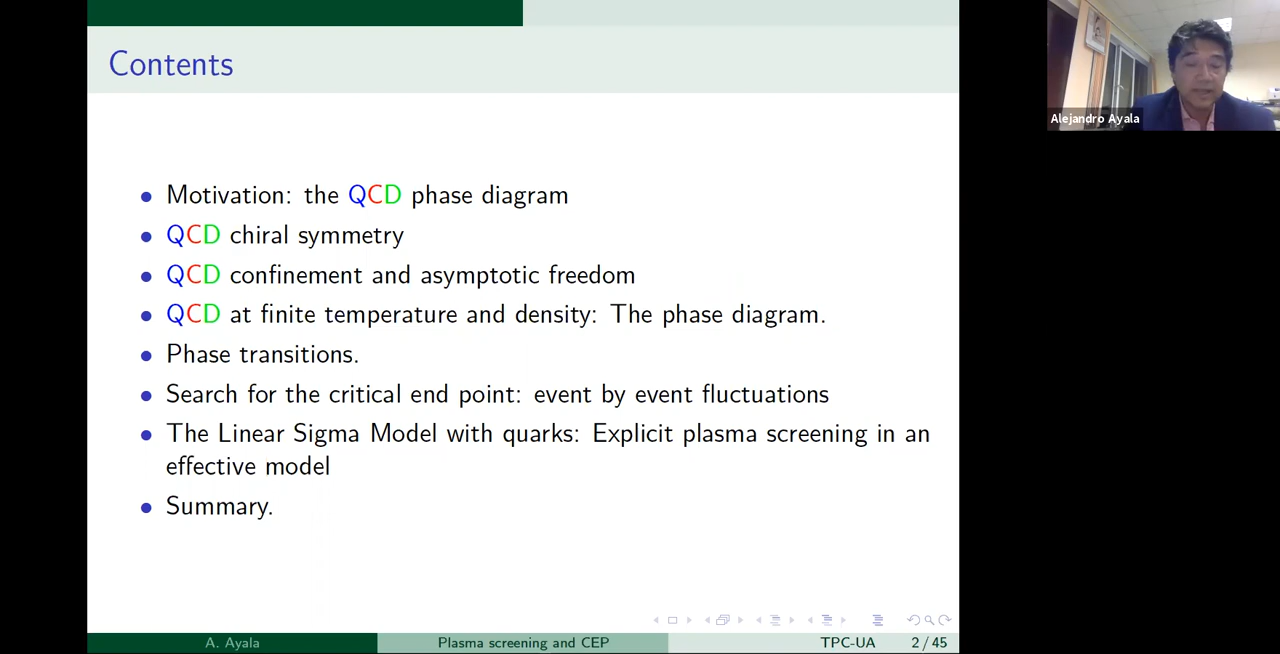 Contents
Alejandro Ayala
• Motivation: the QCD phase diagram
• QCD chiral symmetry
• QCD confinement and asymptotic freedom
• QCD at finite temperature and density: The phase diagram.
• Phase transitions.
• Search for the critical end point: event by event fluctuations
• The Linear Sigma Model with quarks: Explicit plasma screening in an
effective model
• Summary.
A. Ayala
Plasma screening and CEP
TPC-UA
2 / 45